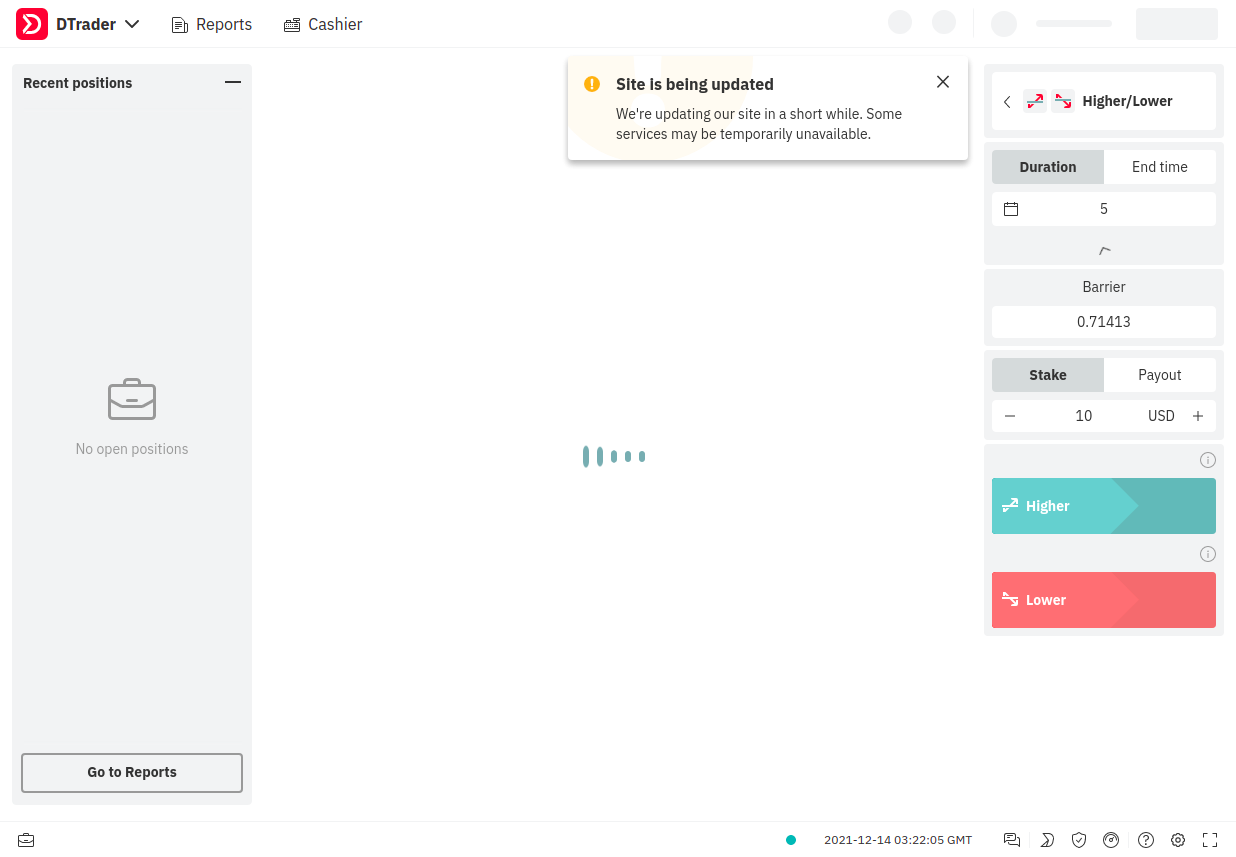 DTrader
Reports
Cashier
Recent positions
Site is being updated
We're updating our site in a short while. Some
services may be temporarily unavailable.
Higher/Lower
Duration
End time
5
Barrier
0.71413
Stake
Payout
10
USD
Higher
Lower
No open positions
Go to Reports
2021-12-14 03:22:05 GMT